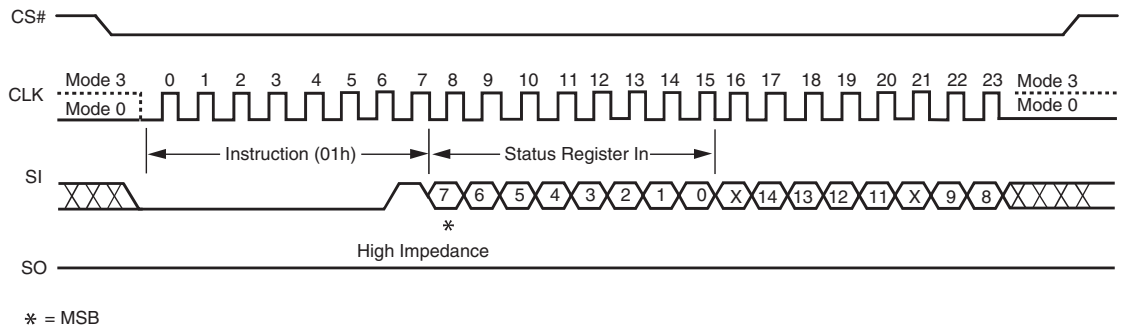 CS#
Mode 3 0 1 2 3 4 5 6 7 8 9 10 11 12 13 14 15 16 17 18 19 20 21 22 23 Mode 3
CLK
Mode 0 Mode 0
Instruction (01h) Status Register In
SI
7 6 5 4 3 2 1 0 X 14 13 12 11 X 9 8
*
High Impedance
SO
* = MSB